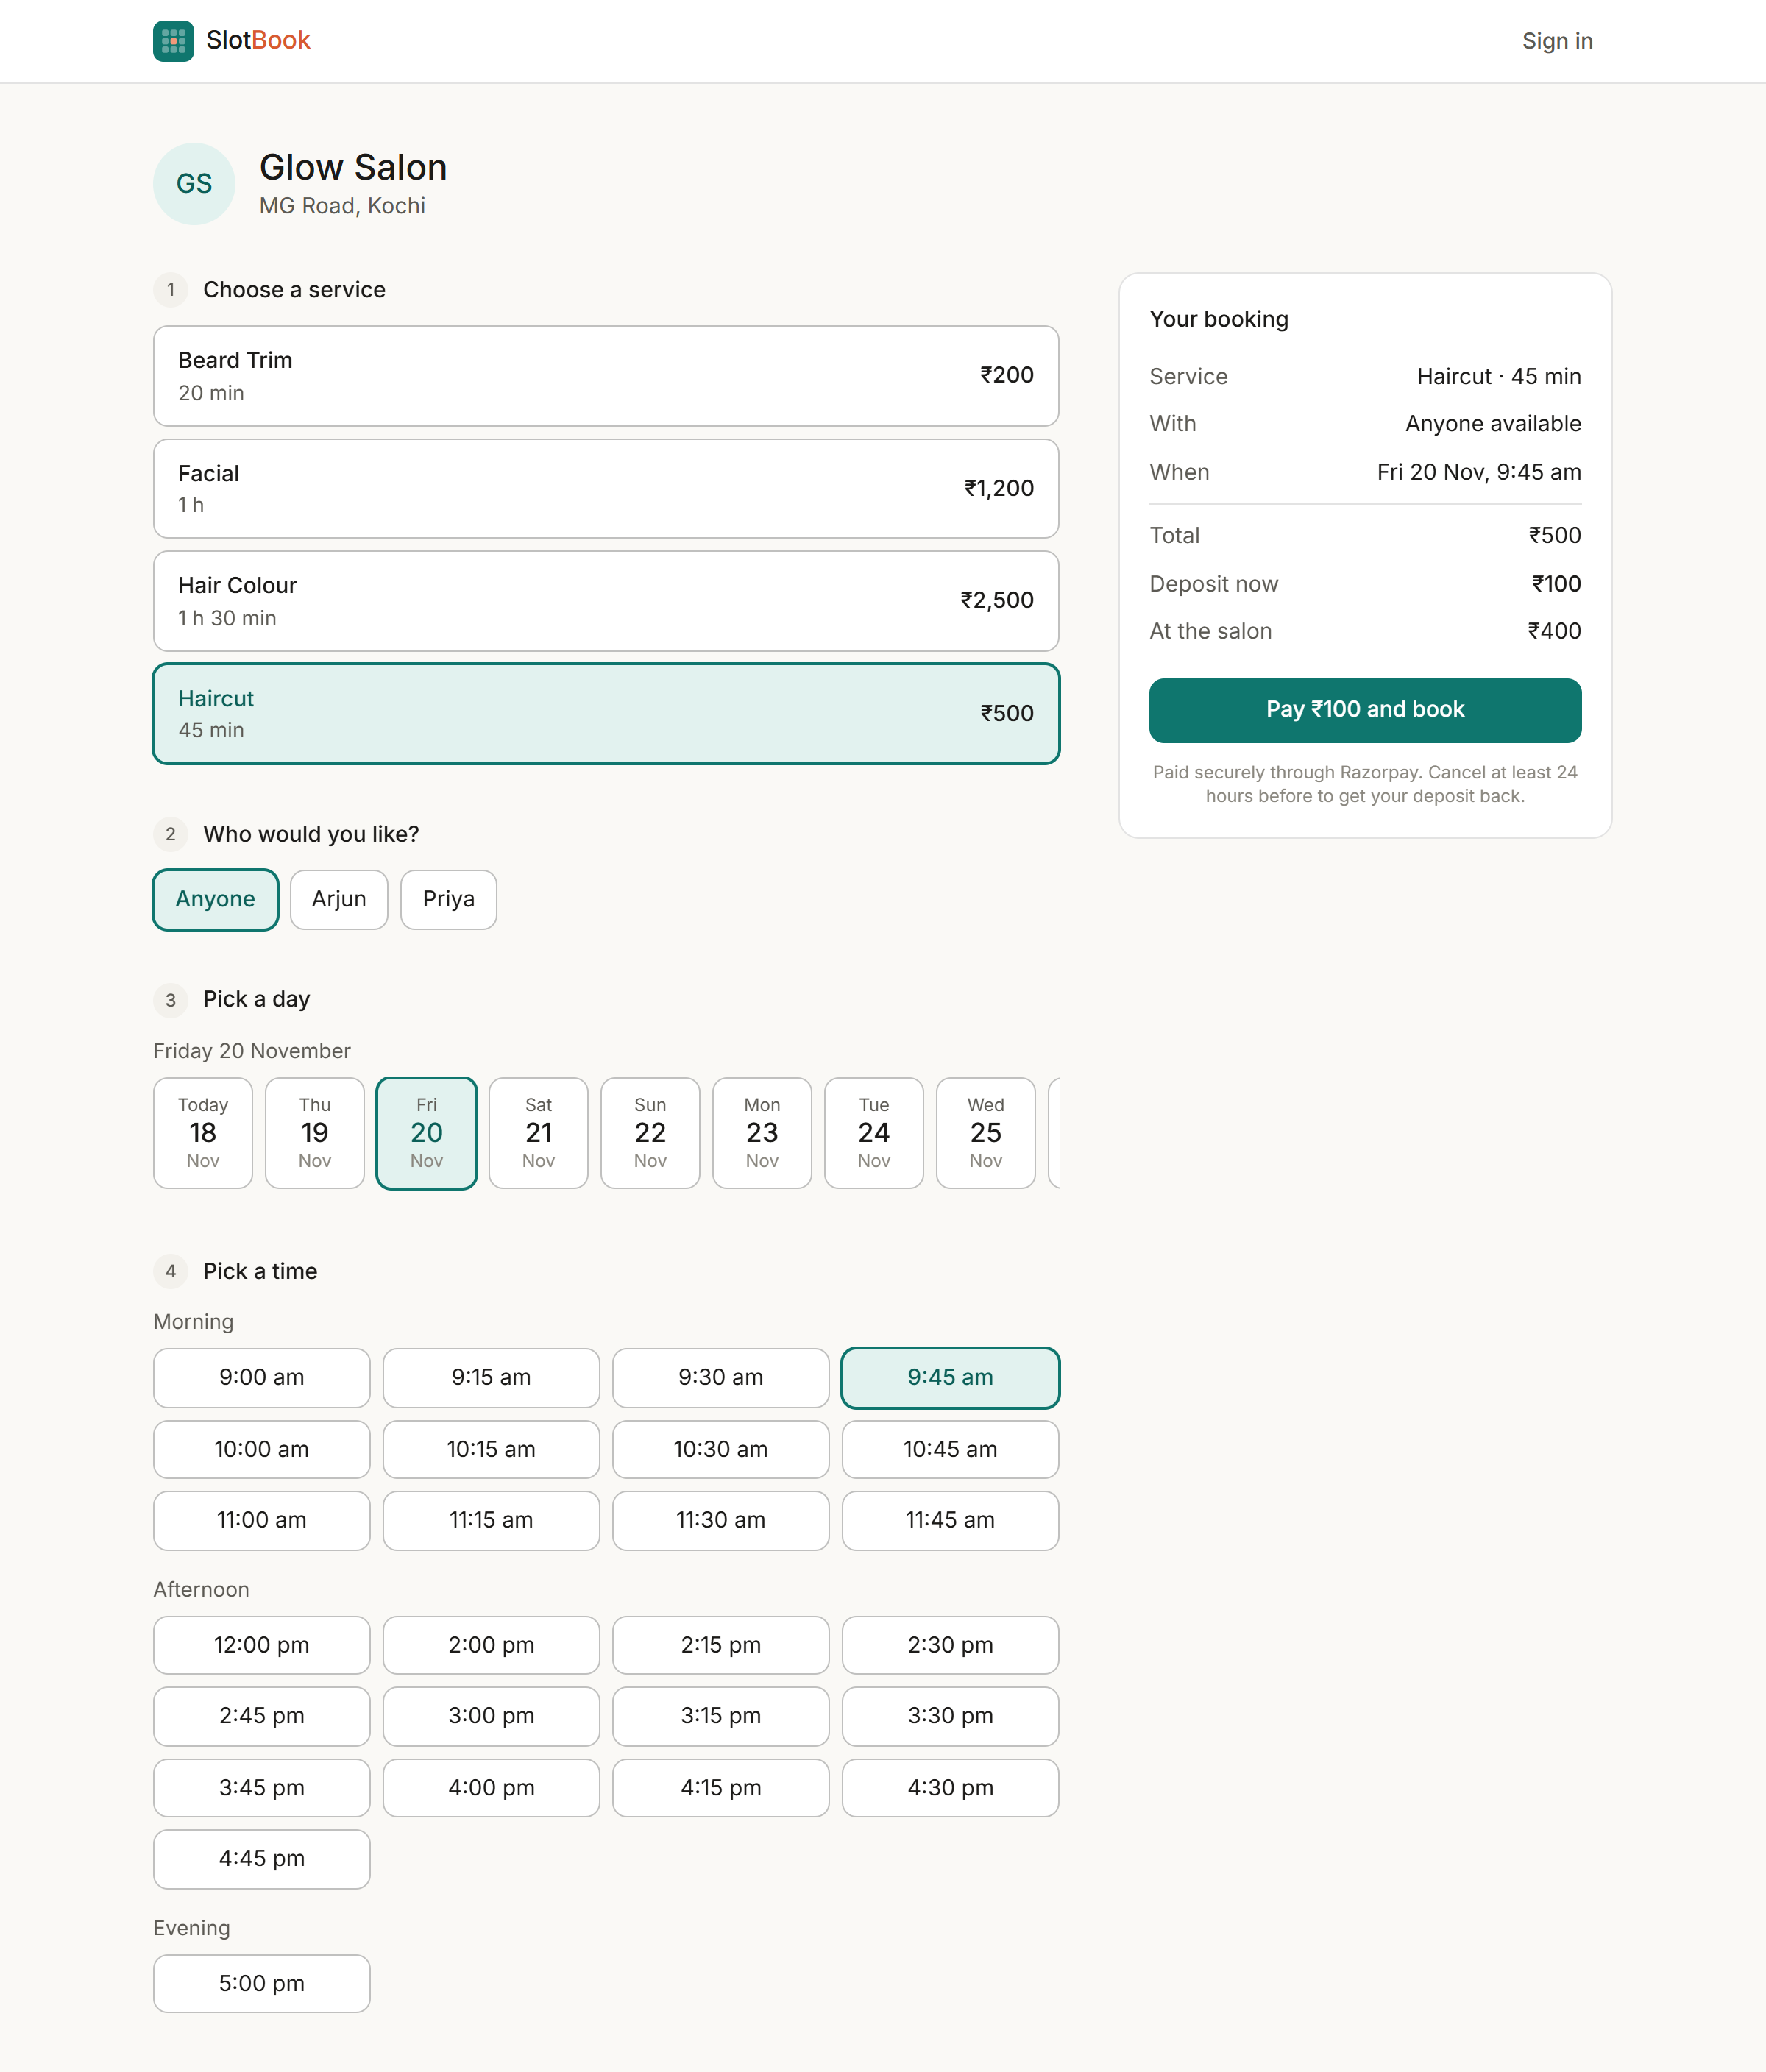 SlotBook
Sign in
GS
Glow Salon
MG Road, Kochi
1 Choose a service
Beard Trim
20 min
₹200
Facial
1 h
₹1,200
Hair Colour
1 h 30 min
₹2,500
Haircut
45 min
₹500
2 Who would you like?
Anyone Arjun Priya
3 Pick a day
Friday 20 November
Today Thu Fri Sat Sun Mon Tue Wed
18 19 20 21 22 23 24 25
Nov Nov Nov Nov Nov Nov Nov Nov
4 Pick a time
Morning
9:00 am 9:15 am 9:30 am 9:45 am
10:00 am 10:15 am 10:30 am 10:45 am
11:00 am 11:15 am 11:30 am 11:45 am
Afternoon
12:00 pm 2:00 pm 2:15 pm 2:30 pm
2:45 pm 3:00 pm 3:15 pm 3:30 pm
3:45 pm 4:00 pm 4:15 pm 4:30 pm
4:45 pm
Evening
5:00 pm
Your booking
Service Haircut · 45 min
With Anyone available
When Fri 20 Nov, 9:45 am
Total ₹500
Deposit now ₹100
At the salon ₹400
Pay ₹100 and book
Paid securely through Razorpay. Cancel at least 24
hours before to get your deposit back.